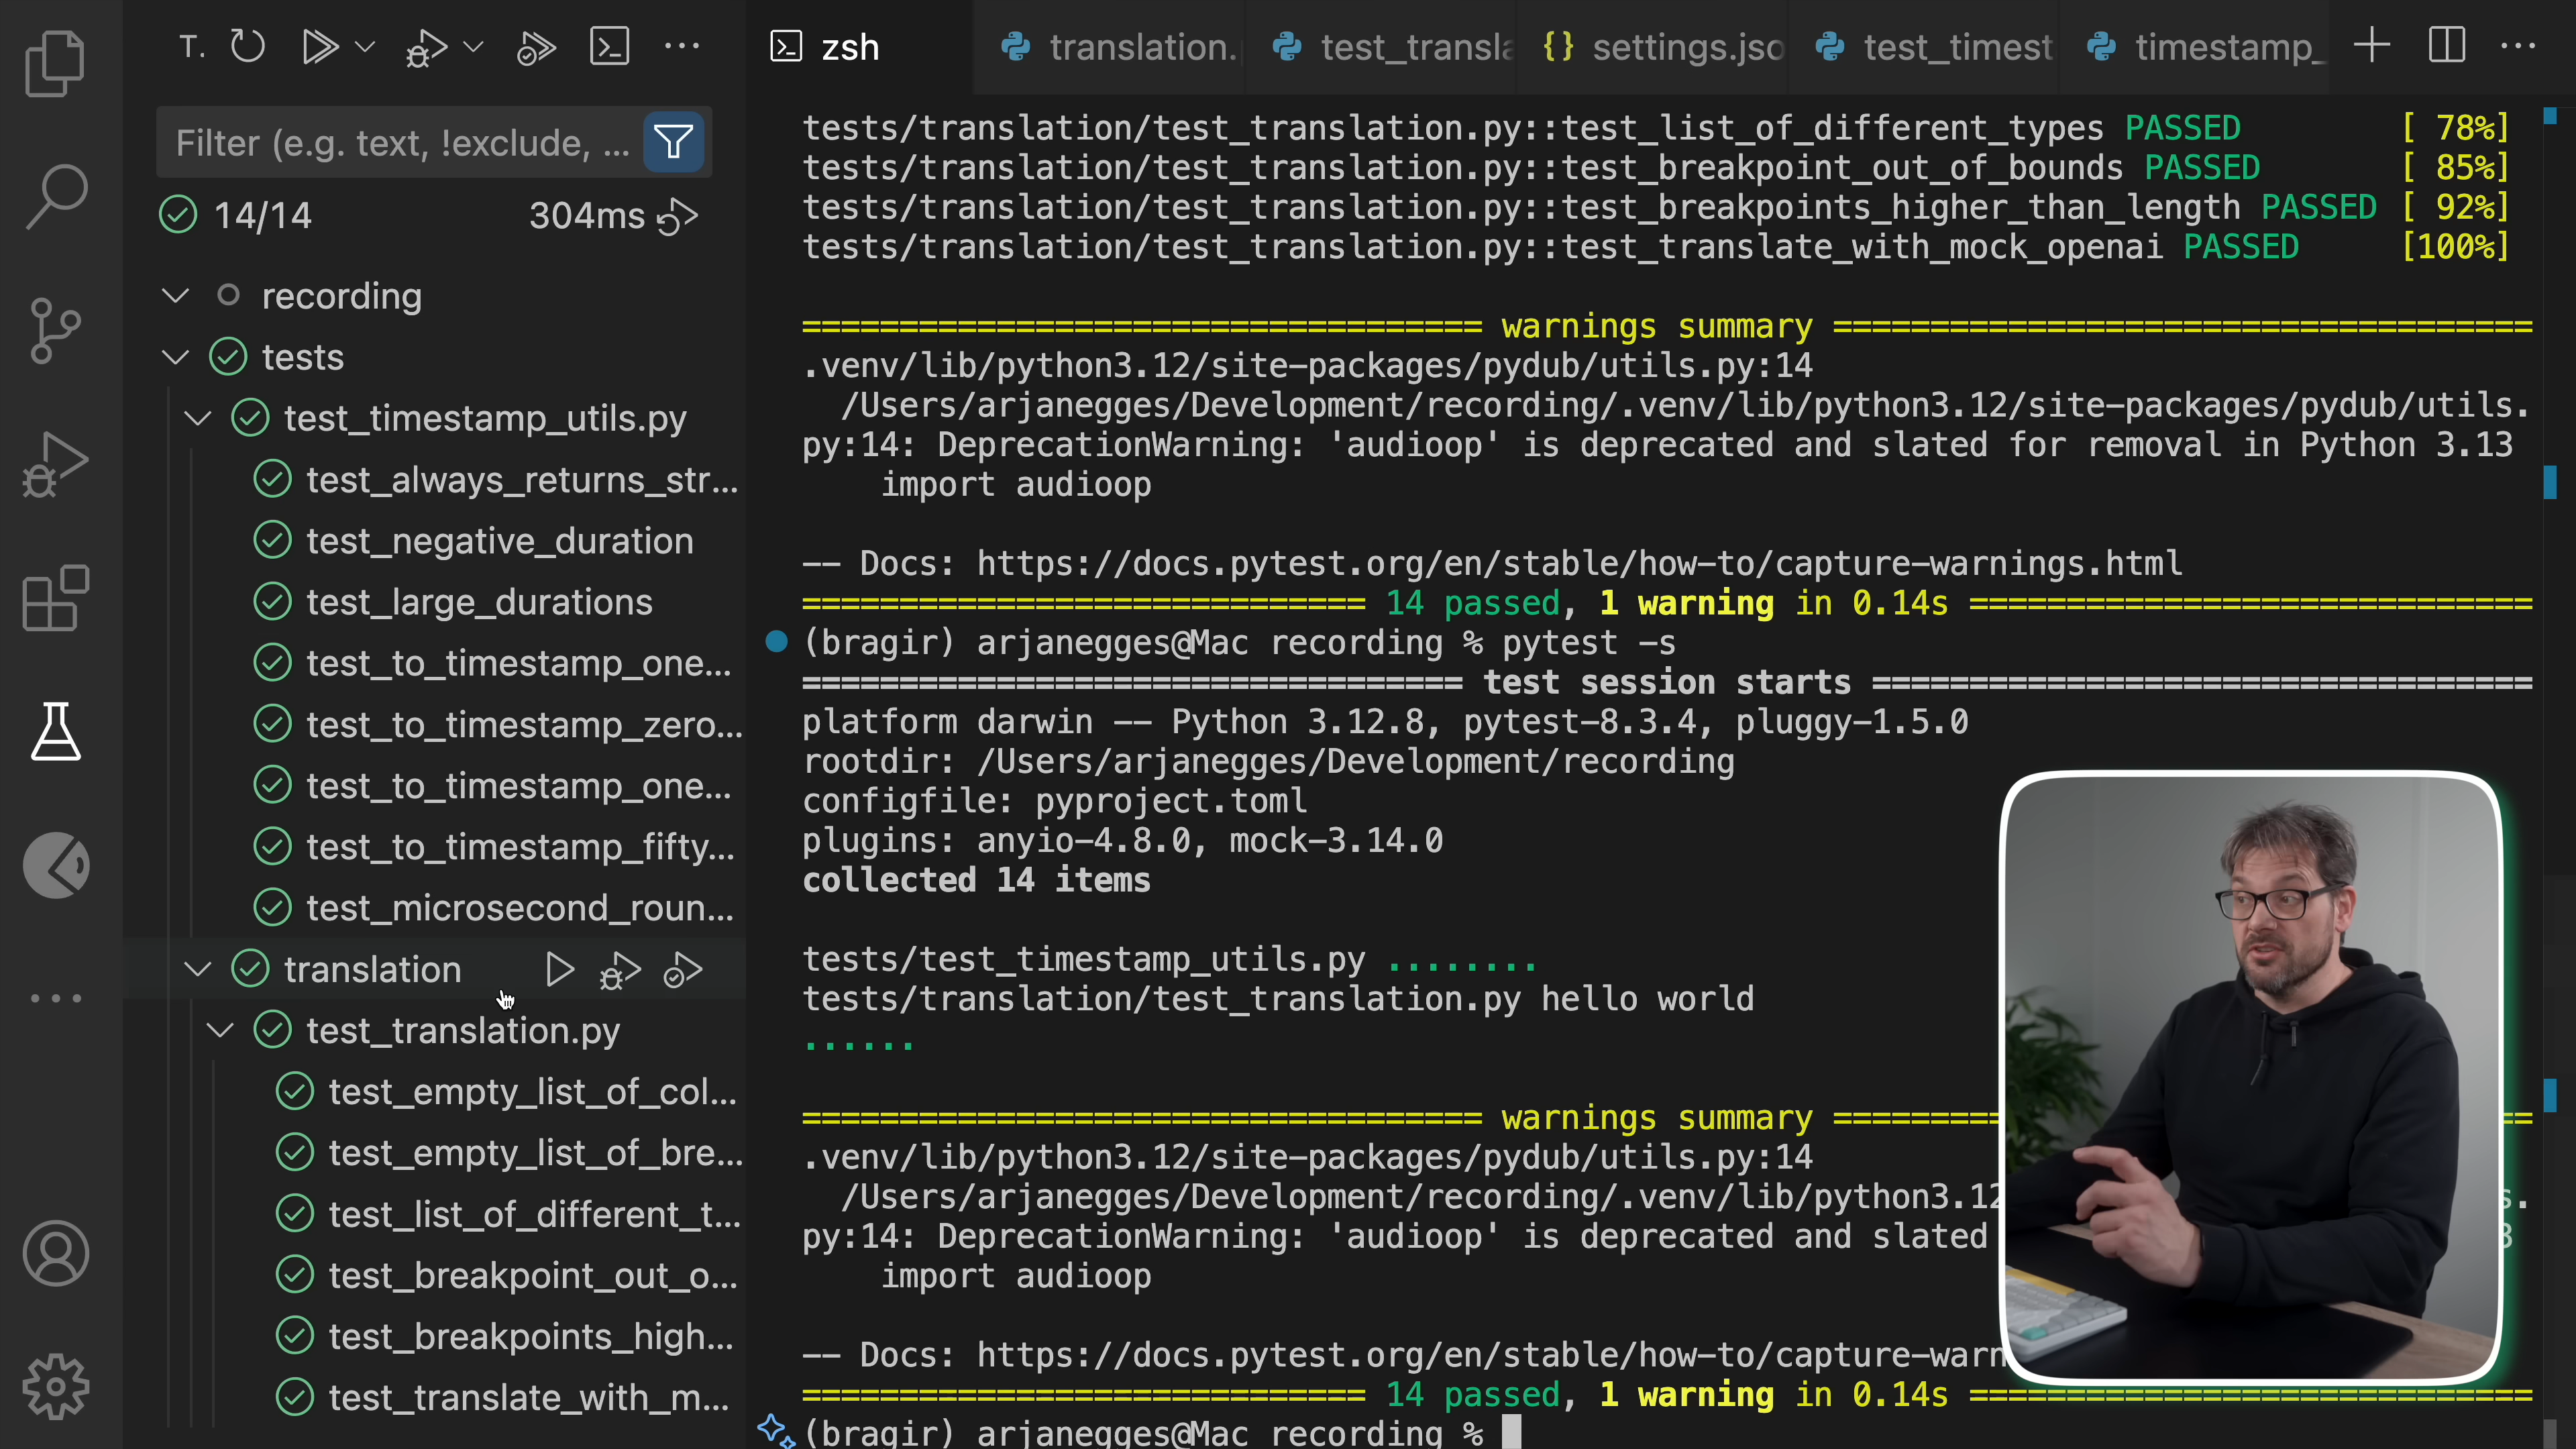 T.
Filter (e.g. text, !exclude, ...
14/14 304ms
recording
tests
test_timestamp_utils.py
test_always_returns_str...
test_negative_duration
test_large_durations
test_to_timestamp_one...
test_to_timestamp_zero...
test_to_timestamp_one...
test_to_timestamp_fifty...
test_microsecond_roun...
translation
test_translation.py
test_empty_list_of_col...
test_empty_list_of_bre...
test_list_of_different_t...
test_breakpoint_out_o...
test_breakpoints_high...
test_translate_with_m...
zsh translation. test_transla {} settings.jso test_timest timestamp_
tests/translation/test_translation.py::test_list_of_different_types PASSED [ 78%]
tests/translation/test_translation.py::test_breakpoint_out_of_bounds PASSED [ 85%]
tests/translation/test_translation.py::test_breakpoints_higher_than_length PASSED [ 92%]
tests/translation/test_translation.py::test_translate_with_mock_openai PASSED [100%]
=================================== warnings summary ====================================
.venv/lib/python3.12/site-packages/pydub/utils.py:14
/Users/arjanegges/Development/recording/.venv/lib/python3.12/site-packages/pydub/utils.
py:14: DeprecationWarning: 'audioop' is deprecated and slated for removal in Python 3.13
import audioop
-- Docs: https://docs.pytest.org/en/stable/how-to/capture-warnings.html
============================= 14 passed, 1 warning in 0.14s =============================
(bragir) arjanegges@Mac recording % pytest -s
================================== test session starts ==================================
platform darwin -- Python 3.12.8, pytest-8.3.4, pluggy-1.5.0
rootdir: /Users/arjanegges/Development/recording
configfile: pyproject.toml
plugins: anyio-4.8.0, mock-3.14.0
collected 14 items
tests/test_timestamp_utils.py ........
tests/translation/test_translation.py hello world
......
=================================== warnings summary =========
.venv/lib/python3.12/site-packages/pydub/utils.py:14
/Users/arjanegges/Development/recording/.venv/lib/python3.12 s.
py:14: DeprecationWarning: 'audioop' is deprecated and slated 3
import audioop
-- Docs: https://docs.pytest.org/en/stable/how-to/capture-warn
============================= 14 passed, 1 warning in 0.14s =============================
(bragir) arjanegges@Mac recording %